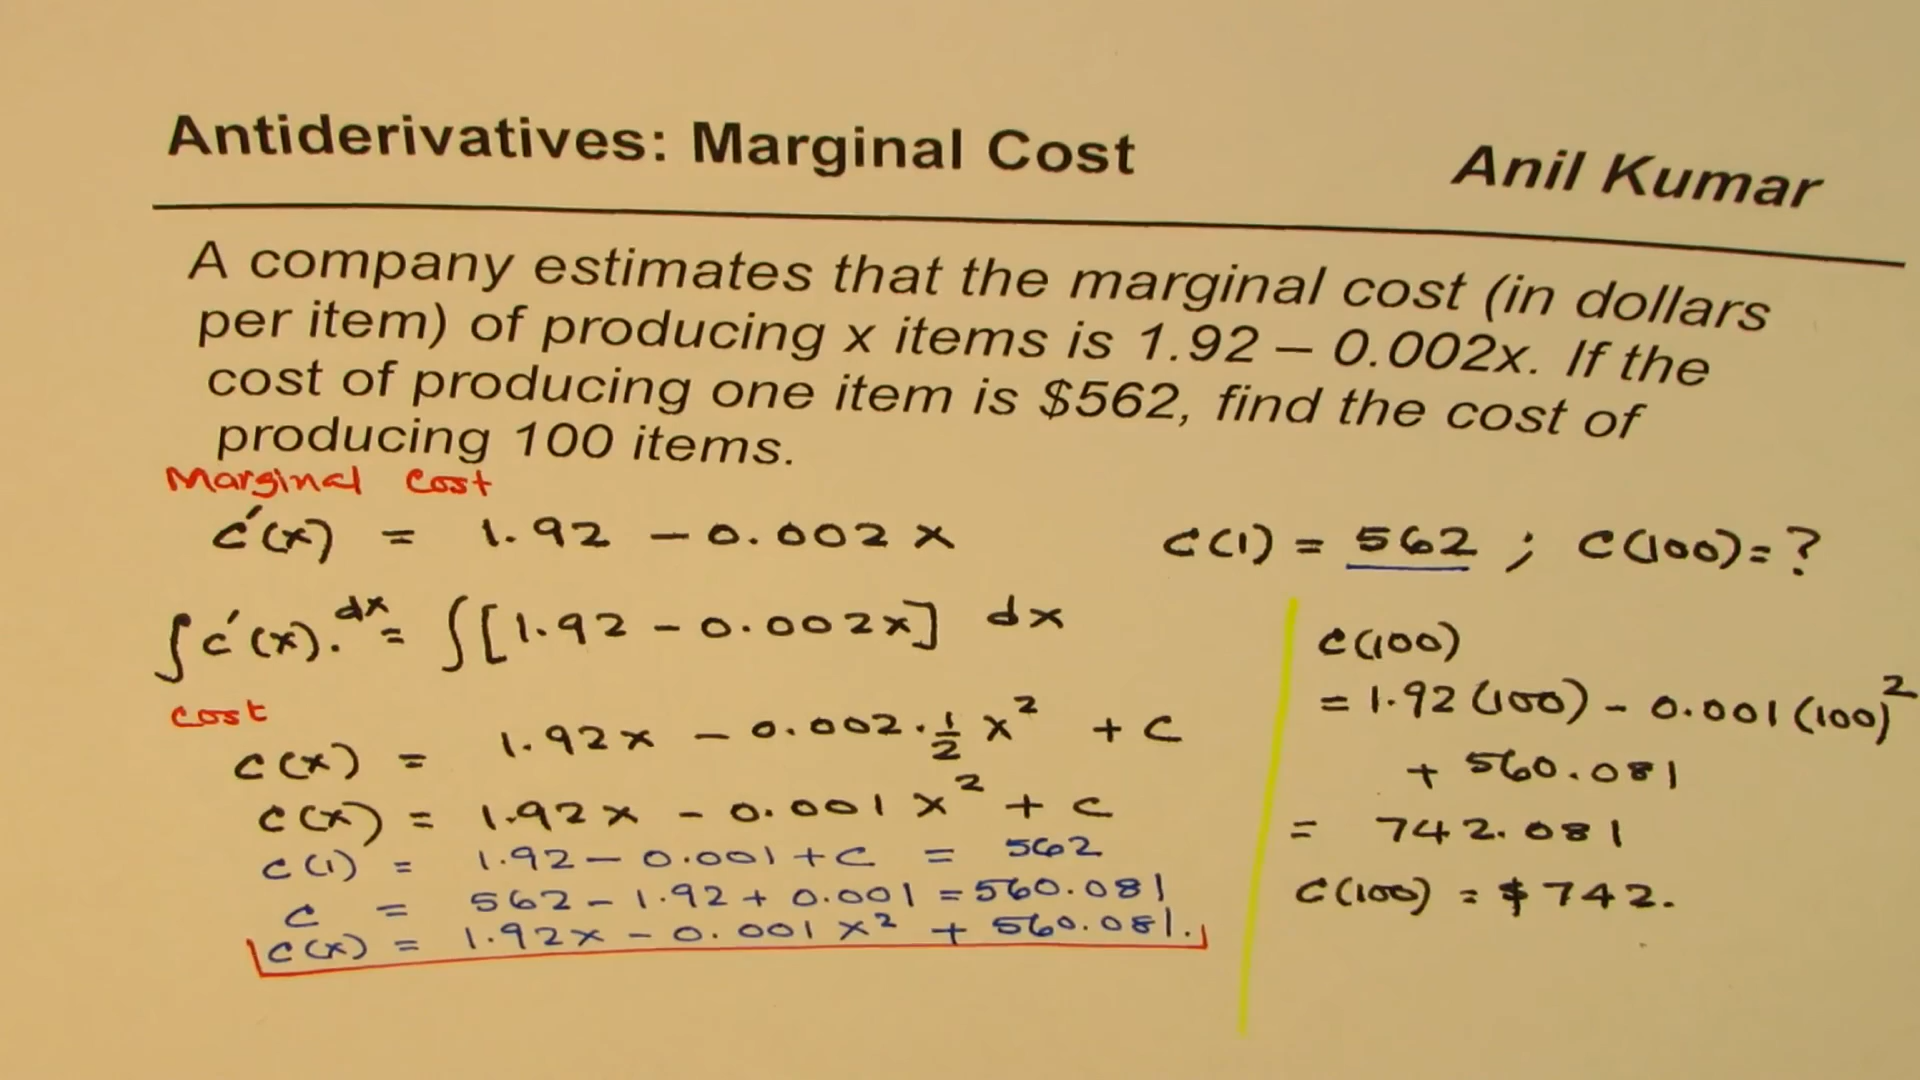 Antiderivatives: Marginal Cost
Anil Kumar
A company estimates that the marginal cost (in dollars
per item) of producing x items is 1.92 – 0.002x. If the
cost of producing one item is $562, find the cost of
producing 100 items.
Marginal Cost
C'(x) = 1.92 - 0.002 x
C(1) = 562 ; C(100) = ?
∫C'(x).dx = ∫[1.92 - 0.002x] dx
Cost
C(x) = 1.92x - 0.002·½ x² + C
C(x) = 1.92x - 0.001 x² + C
C(1) = 1.92 - 0.001 + C = 562
C = 562 - 1.92 + 0.001 = 560.081
C(x) = 1.92x - 0.001 x² + 560.081.
C(100)
= 1.92(100) - 0.001(100)²
+ 560.081
= 742.081
C(100) = $742.